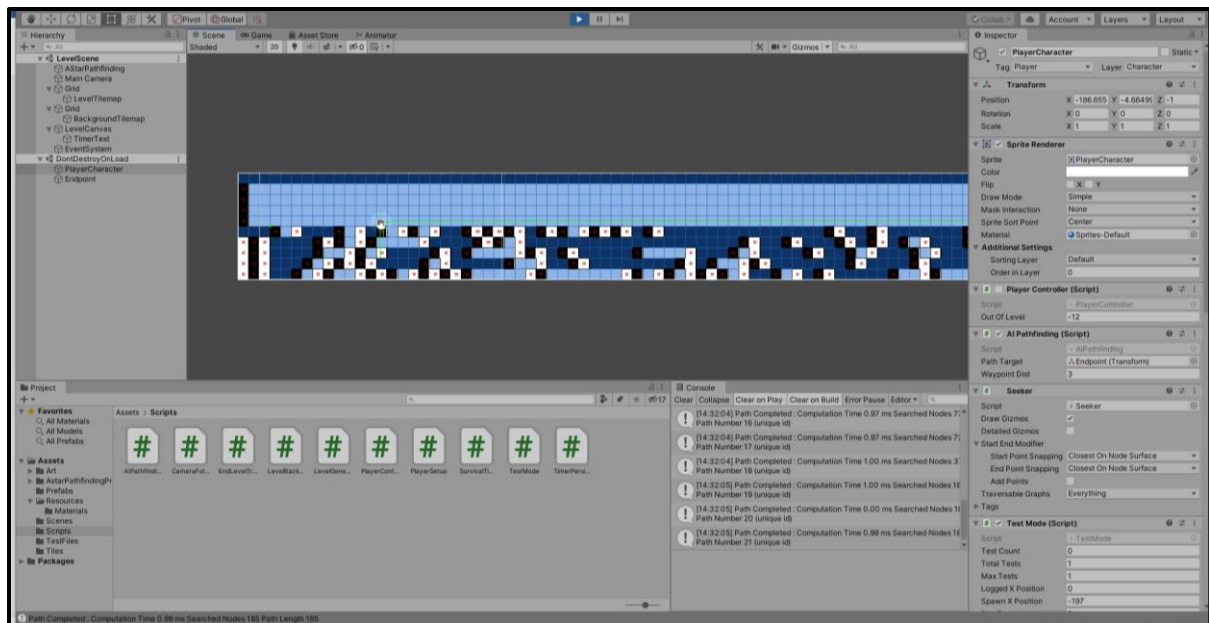 Pivot Global
Collab Account Layers Layout
Hierarchy
All
LevelScene
AStarPathfinding
Main Camera
Grid
LevelTilemap
Grid
BackgroundTilemap
LevelCanvas
TimerText
EventSystem
DontDestroyOnLoad
PlayerCharacter
Endpoint
Scene Game Asset Store Animator
Shaded 2D 0 Gizmos All
Inspector
PlayerCharacter Static
Tag Player Layer Character
Transform
Position X -186.655 Y -4.66499 Z -1
Rotation X 0 Y 0 Z 0
Scale X 1 Y 1 Z 1
Sprite Renderer
Sprite PlayerCharacter
Color
Flip X Y
Draw Mode Simple
Mask Interaction None
Sprite Sort Point Center
Material Sprites-Default
Additional Settings
Sorting Layer Default
Order in Layer 0
Player Controller (Script)
Script PlayerController
Out Of Level -12
AI Pathfinding (Script)
Script AIPathfinding
Path Target Endpoint (Transform)
Waypoint Dist 3
Seeker
Script Seeker
Draw Gizmos
Detailed Gizmos
Start End Modifier
Start Point Snapping Closest On Node Surface
End Point Snapping Closest On Node Surface
Add Points
Traversable Graphs Everything
Tags
Test Mode (Script)
Script TestMode
Test Count 0
Total Tests 1
Max Tests 1
Logged X Position 0
Spawn X Position -197
Project
17
Favorites
All Materials
All Models
All Prefabs
Assets
Art
AstarPathfindingPr
Prefabs
Resources
Materials
Scenes
Scripts
TestFiles
Tiles
Packages
Assets > Scripts
AIPathfind... CameraFol... EndLevelTr... LevelBack... LevelGene... PlayerCont... PlayerSetup SurvivalTi... TestMode TimerPersi...
Console
Clear Collapse Clear on Play Clear on Build Error Pause Editor
[14:32:04] Path Completed : Computation Time 0.97 ms Searched Nodes
Path Number 16 (unique id)
[14:32:04] Path Completed : Computation Time 0.97 ms Searched Nodes
Path Number 17 (unique id)
[14:32:04] Path Completed : Computation Time 1.00 ms Searched Nodes
Path Number 18 (unique id)
[14:32:05] Path Completed : Computation Time 1.00 ms Searched Nodes
Path Number 19 (unique id)
[14:32:05] Path Completed : Computation Time 0.00 ms Searched Nodes
Path Number 20 (unique id)
[14:32:05] Path Completed : Computation Time 0.98 ms Searched Nodes
Path Number 21 (unique id)
Path Completed : Computation Time 0.98 ms Searched Nodes 185 Path Length 185